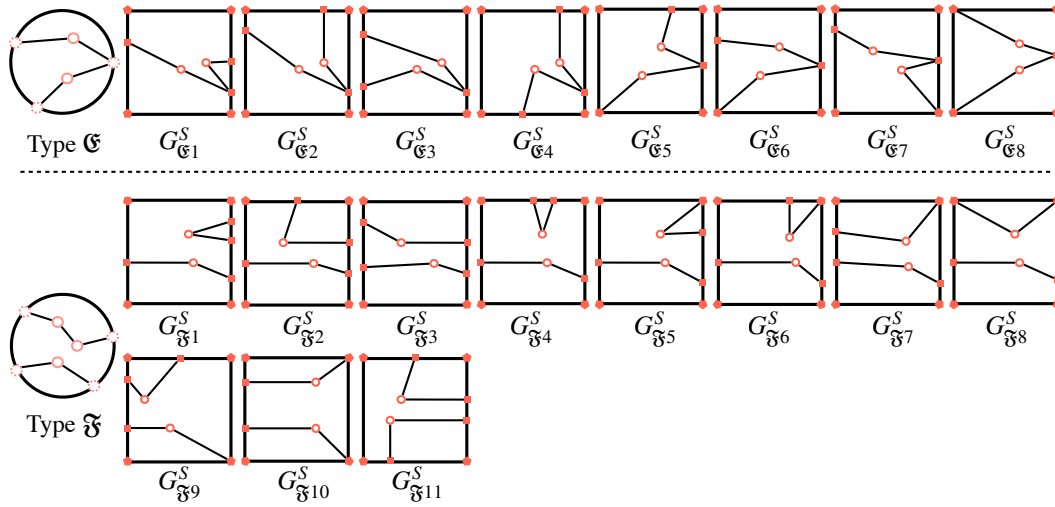 Type 𝕰 G^S_{𝕰1} G^S_{𝕰2} G^S_{𝕰3} G^S_{𝕰4} G^S_{𝕰5} G^S_{𝕰6} G^S_{𝕰7} G^S_{𝕰8}
G^S_{𝕱1} G^S_{𝕱2} G^S_{𝕱3} G^S_{𝕱4} G^S_{𝕱5} G^S_{𝕱6} G^S_{𝕱7} G^S_{𝕱8}
Type 𝕱
G^S_{𝕱9} G^S_{𝕱10} G^S_{𝕱11}